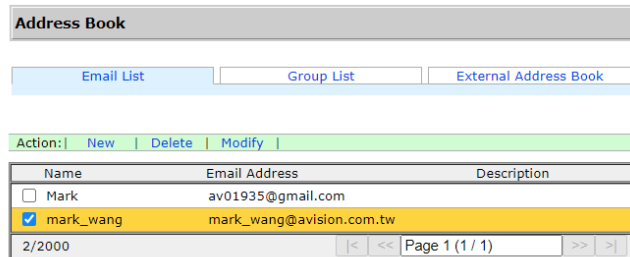 Address Book
Email List Group List External Address Book
Action:| New | Delete | Modify |
Name Email Address Description
Mark av01935@gmail.com
mark_wang mark_wang@avision.com.tw
2/2000 |< << Page 1 (1 / 1) >> >|